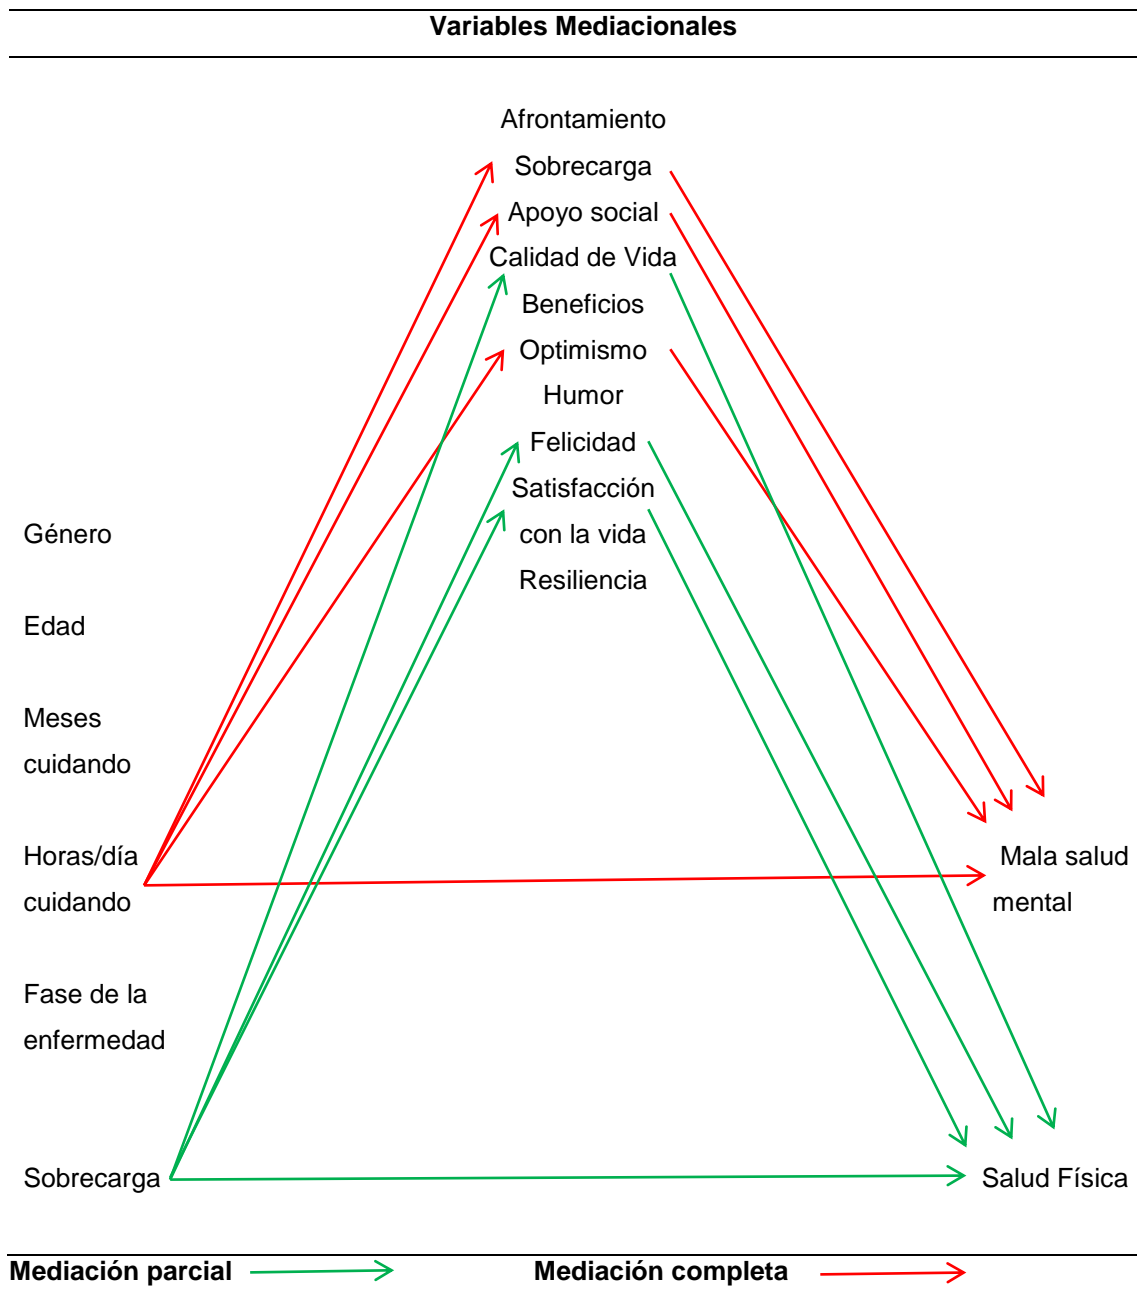 Variables Mediacionales
Afrontamiento
Sobrecarga
Apoyo social
Calidad de Vida
Beneficios
Optimismo
Humor
Felicidad
Satisfacción
con la vida
Resiliencia
Género
Edad
Meses
cuidando
Horas/día
cuidando
Fase de la
enfermedad
Sobrecarga
Mala salud
mental
Salud Física
Mediación parcial
Mediación completa